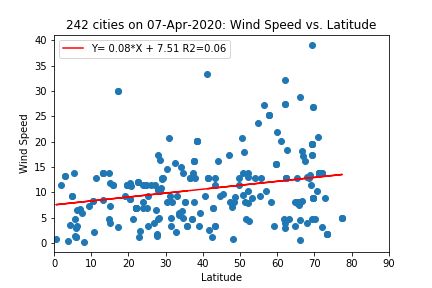 242 cities on 07-Apr-2020: Wind Speed vs. Latitude
Y= 0.08*X + 7.51 R2=0.06
40
35
30
25
20
15
10
5
0
Wind Speed
0 10 20 30 40 50 60 70 80 90
Latitude